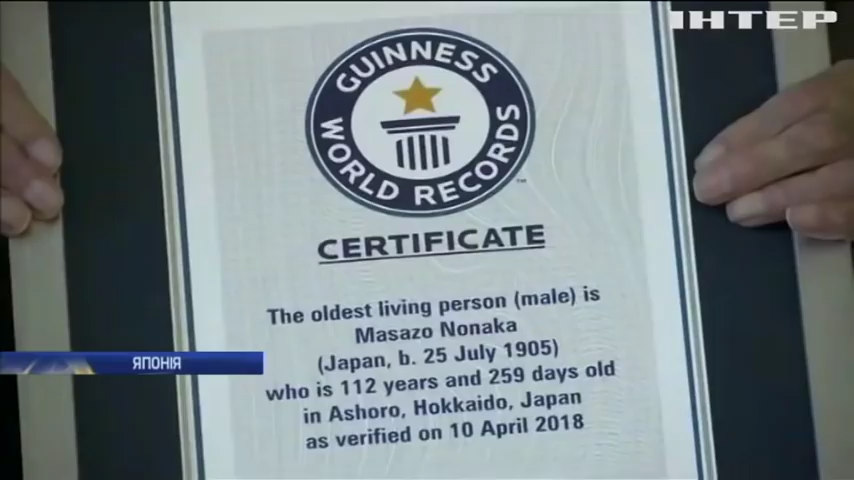 ІНТЕР
GUINNESS
WORLD RECORDS
™
CERTIFICATE
The oldest living person (male) is
Masazo Nonaka
(Japan, b. 25 July 1905)
who is 112 years and 259 days old
in Ashoro, Hokkaido, Japan
as verified on 10 April 2018
ЯПОНІЯ